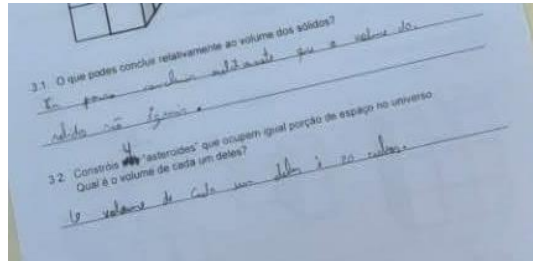 3.1 O que podes concluir relativamente ao volume dos sólidos?
Eu posso concluir relativamente que o volume do
sólido são iguais.
3.2 Constróis 4 "asteroides" que ocupem igual porção de espaço no universo.
Qual é o volume de cada um deles?
O volume de cada um deles é 20 cubos.